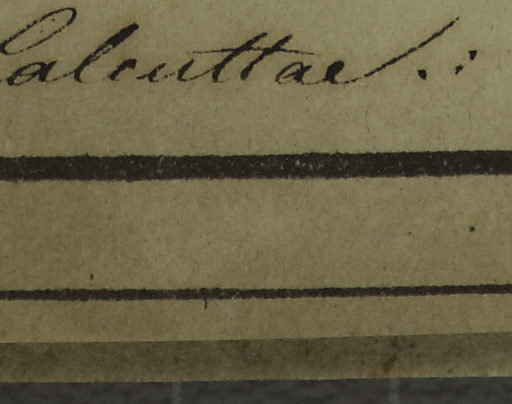 Calcuttae / . :